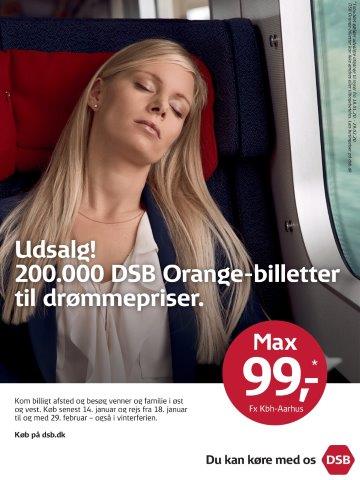 Udsalg!
200.000 DSB Orange-billetter
til drømmepriser.
Max
99,-*
Fx Kbh-Aarhus
Kom billigt afsted og besøg venner og familie i øst
og vest. Køb senest 14. januar og rejs fra 18. januar
til og med 29. februar – også i vinterferien.
Køb på dsb.dk
Du kan køre med os DSB